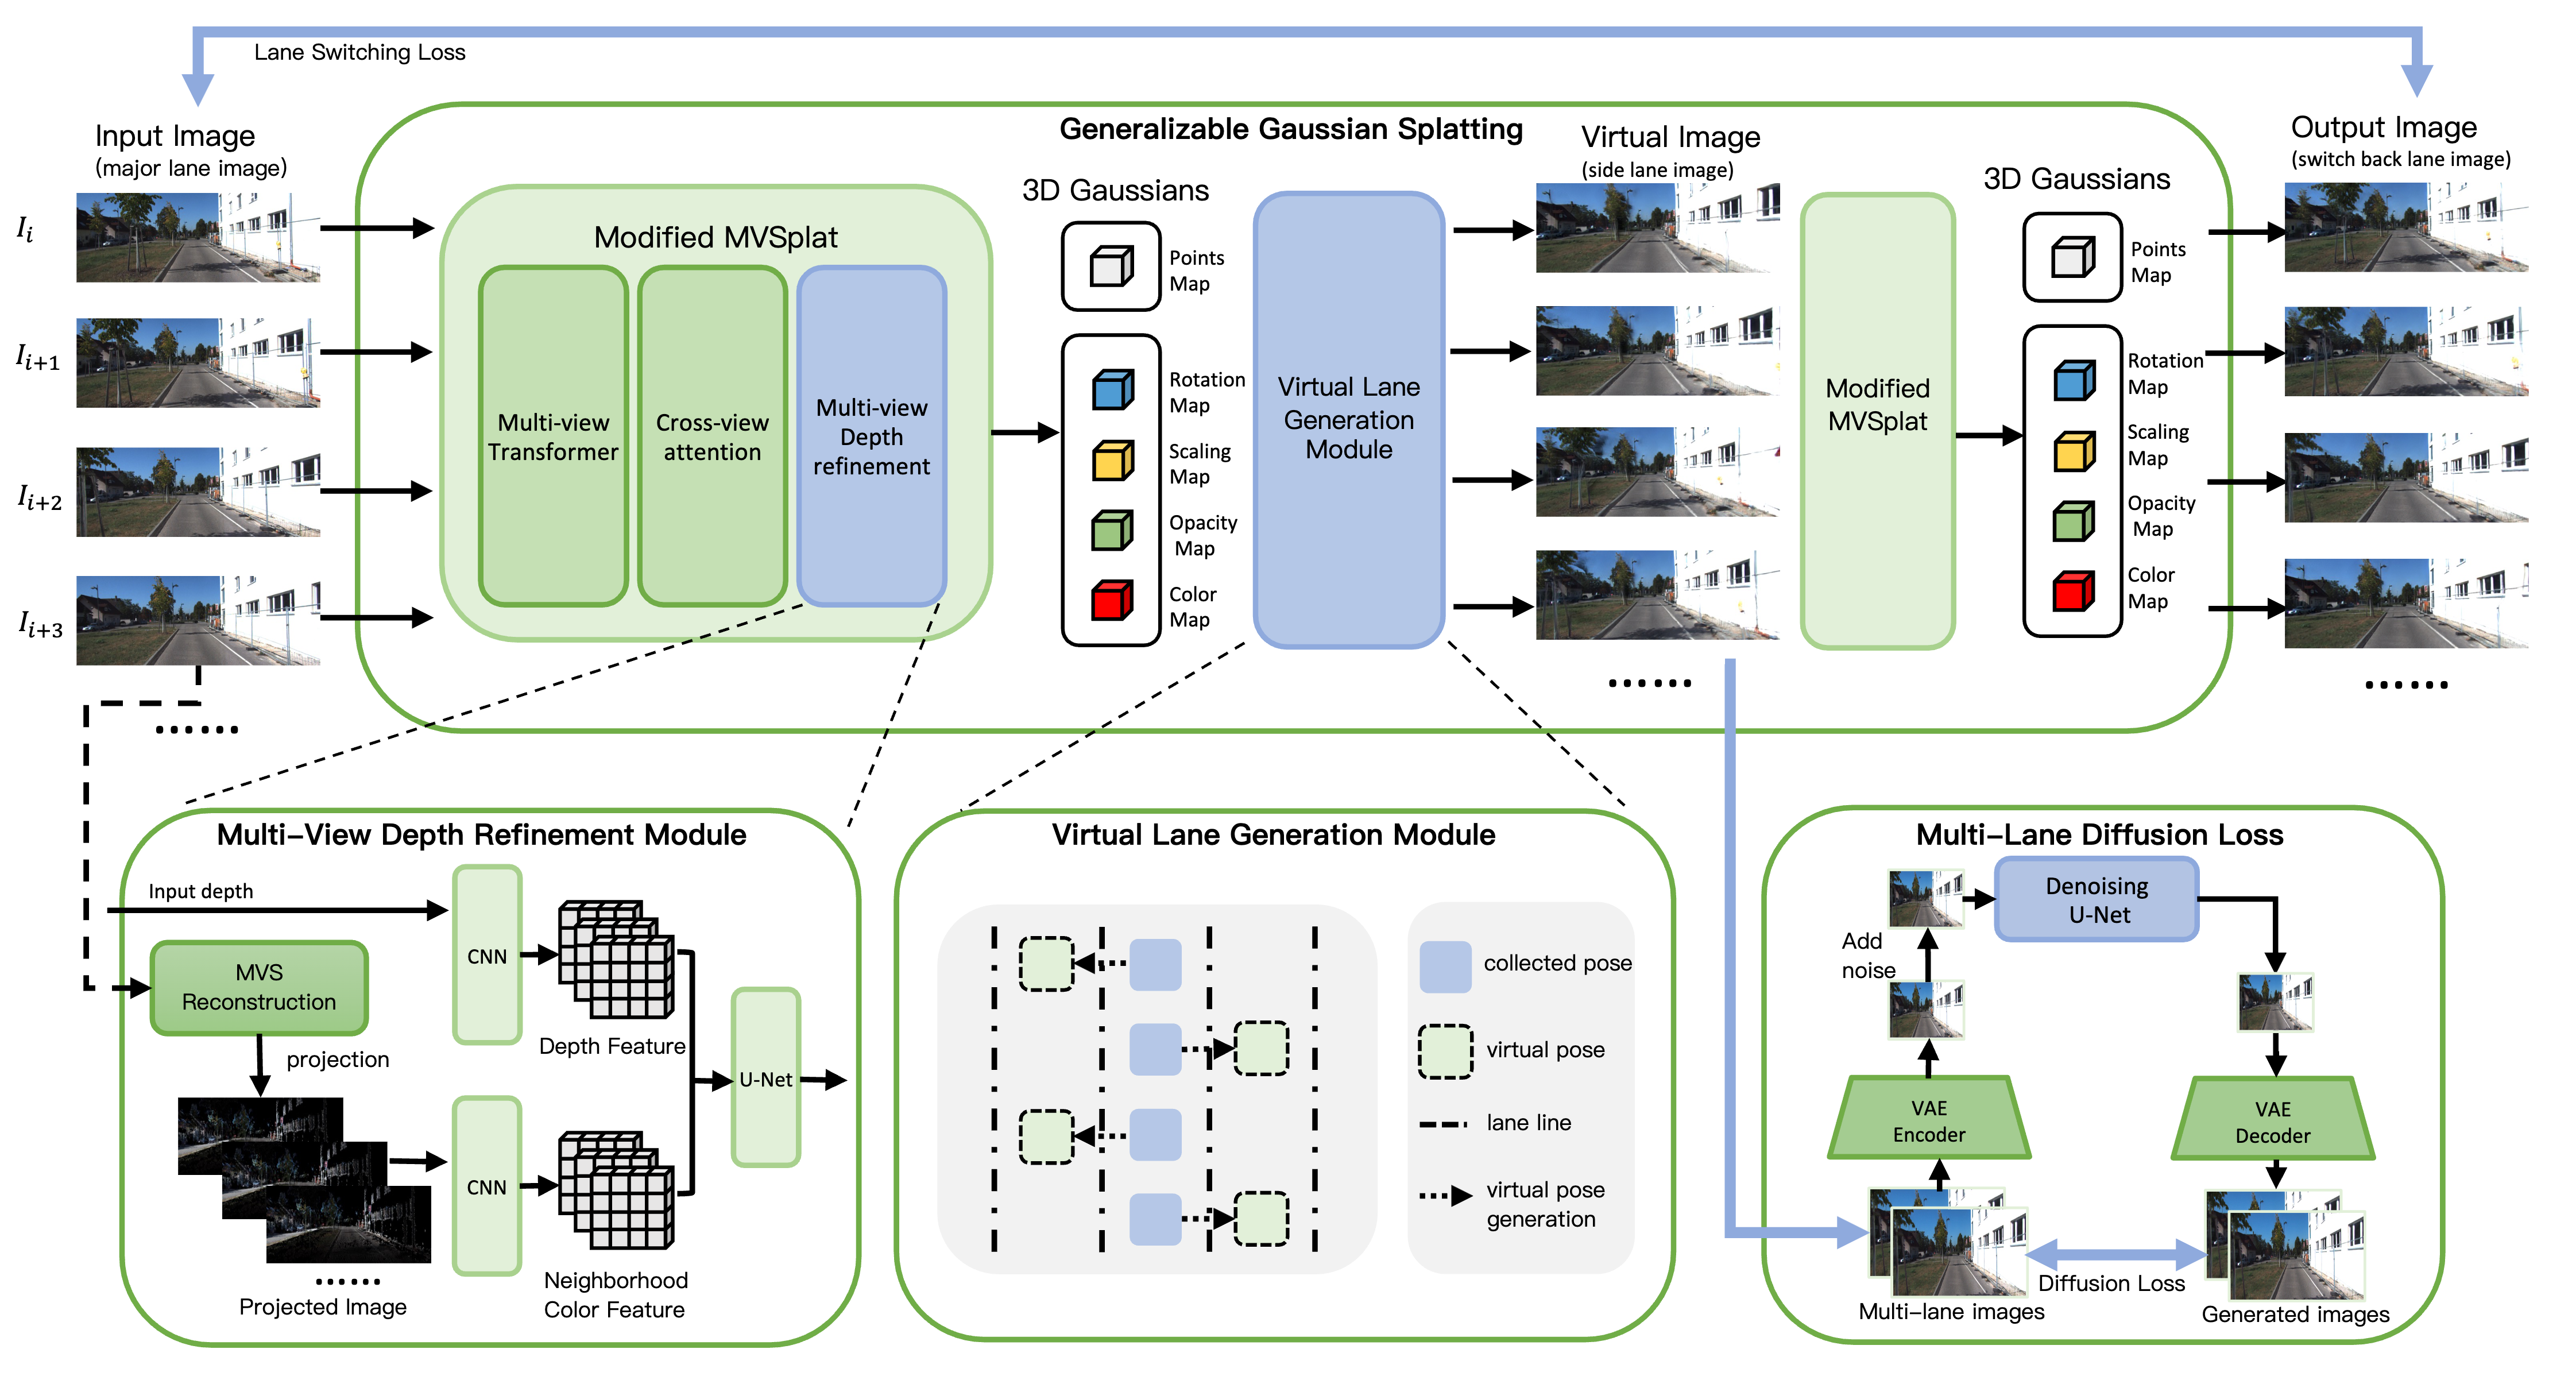 Lane Switching Loss
Input Image
(major lane image)
I_i
I_{i+1}
I_{i+2}
I_{i+3}
......
Generalizable Gaussian Splatting
Modified MVSplat
Multi-view
Transformer
Cross-view
attention
Multi-view
Depth
refinement
3D Gaussians
Points
Map
Rotation
Map
Scaling
Map
Opacity
Map
Color
Map
Virtual Lane
Generation
Module
Virtual Image
(side lane image)
......
Modified
MVSplat
3D Gaussians
Points
Map
Rotation
Map
Scaling
Map
Opacity
Map
Color
Map
Output Image
(switch back lane image)
......
Multi-View Depth Refinement Module
Input depth
MVS
Reconstruction
projection
......
Projected Image
CNN
Depth Feature
CNN
Neighborhood
Color Feature
U-Net
Virtual Lane Generation Module
collected pose
virtual pose
lane line
virtual pose
generation
Multi-Lane Diffusion Loss
Denoising
U-Net
Add
noise
VAE
Encoder
VAE
Decoder
Diffusion Loss
Multi-lane images
Generated images